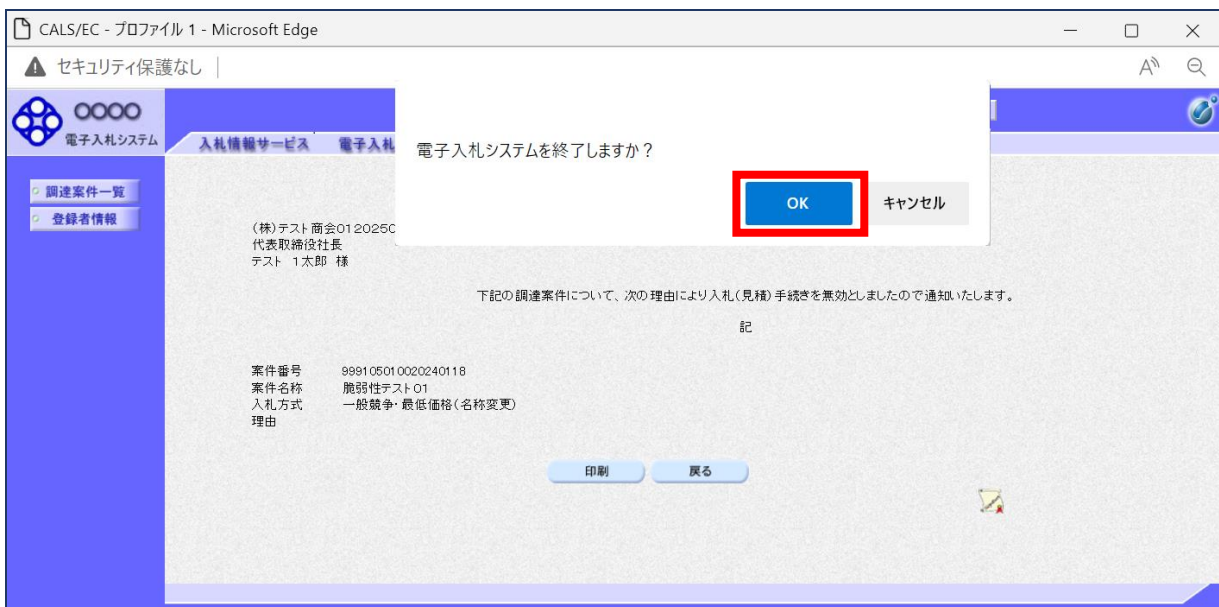 CALS/EC - プロファイル 1 - Microsoft Edge
セキュリティ保護なし
○○○○
電子入札システム
入札情報サービス 電子入札
電子入札システムを終了しますか？
OK キャンセル
調達案件一覧
登録者情報
(株)テスト商会0120250
代表取締役社長
テスト 1太郎 様
下記の調達案件について、次の理由により入札(見積)手続きを無効としましたので通知いたします。
記
案件番号 999105010020240118
案件名称 脆弱性テスト01
入札方式 一般競争・最低価格(名称変更)
理由
印刷 戻る